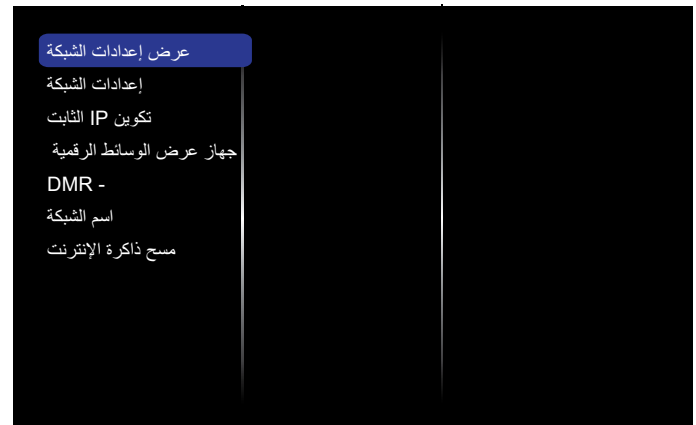 عرض إعدادات الشبكة
إعدادات الشبكة
تكوين IP الثابت
جهاز عرض الوسائط الرقمية
DMR -
اسم الشبكة
مسح ذاكرة الإنترنت